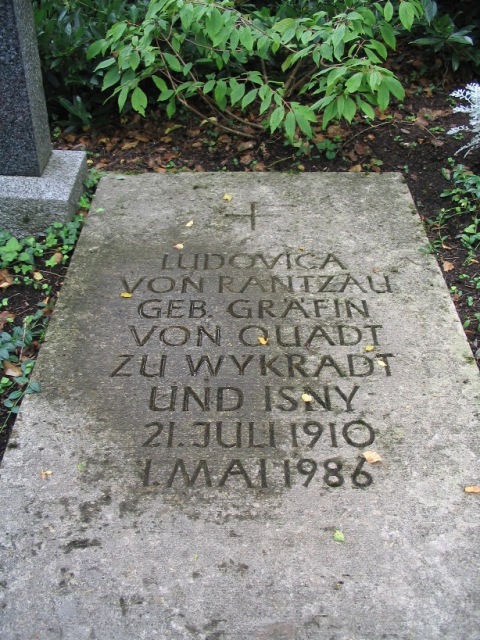 LUDOVICA
VON RANTZAU
GEB. GRÄFIN
VON QUADT
ZU WYKRADT
UND ISNY
21. JULI 1910
1. MAI 1986